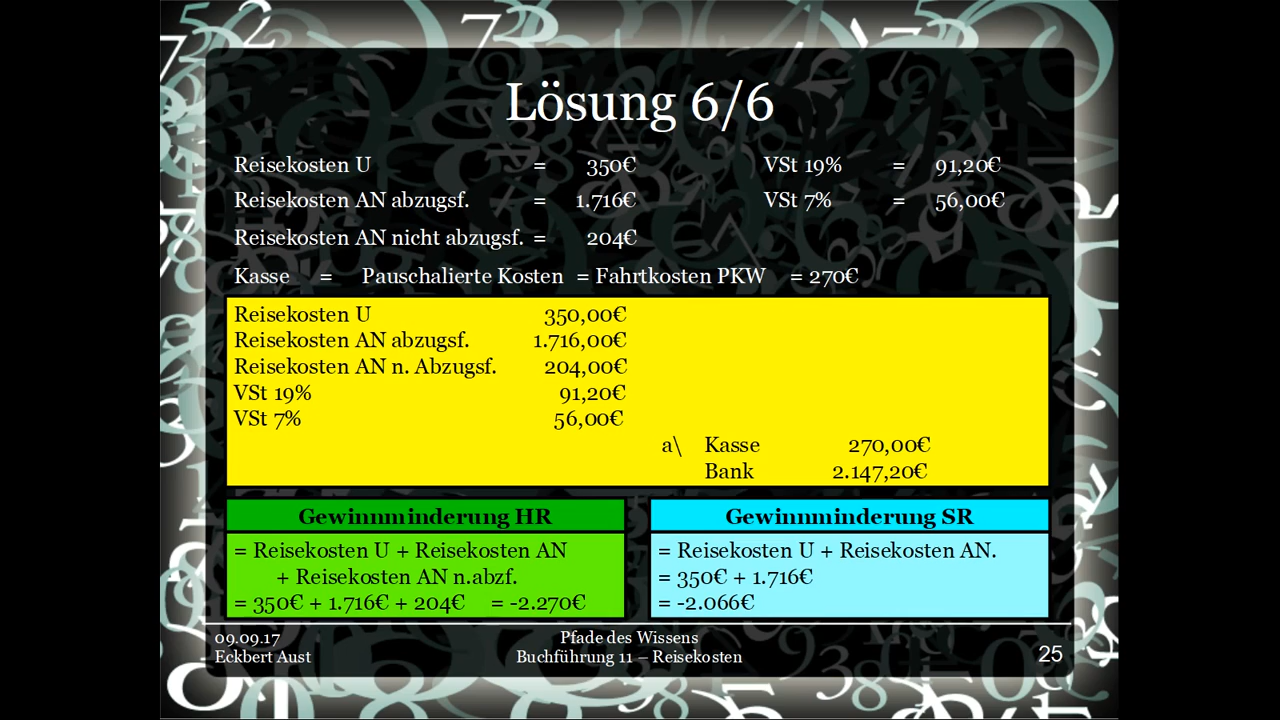 Lösung 6/6
Reisekosten U = 350€ VSt 19% = 91,20€
Reisekosten AN abzugsf. = 1.716€ VSt 7% = 56,00€
Reisekosten AN nicht abzugsf. = 204€
Kasse = Pauschalierte Kosten = Fahrtkosten PKW = 270€
Reisekosten U 350,00€
Reisekosten AN abzugsf. 1.716,00€
Reisekosten AN n. Abzugsf. 204,00€
VSt 19% 91,20€
VSt 7% 56,00€
a\ Kasse 270,00€
Bank 2.147,20€
Gewinnminderung HR
= Reisekosten U + Reisekosten AN
+ Reisekosten AN n.abzf.
= 350€ + 1.716€ + 204€ = -2.270€
Gewinnminderung SR
= Reisekosten U + Reisekosten AN.
= 350€ + 1.716€
= -2.066€
09.09.17
Eckbert Aust
Pfade des Wissens
Buchführung 11 – Reisekosten
25